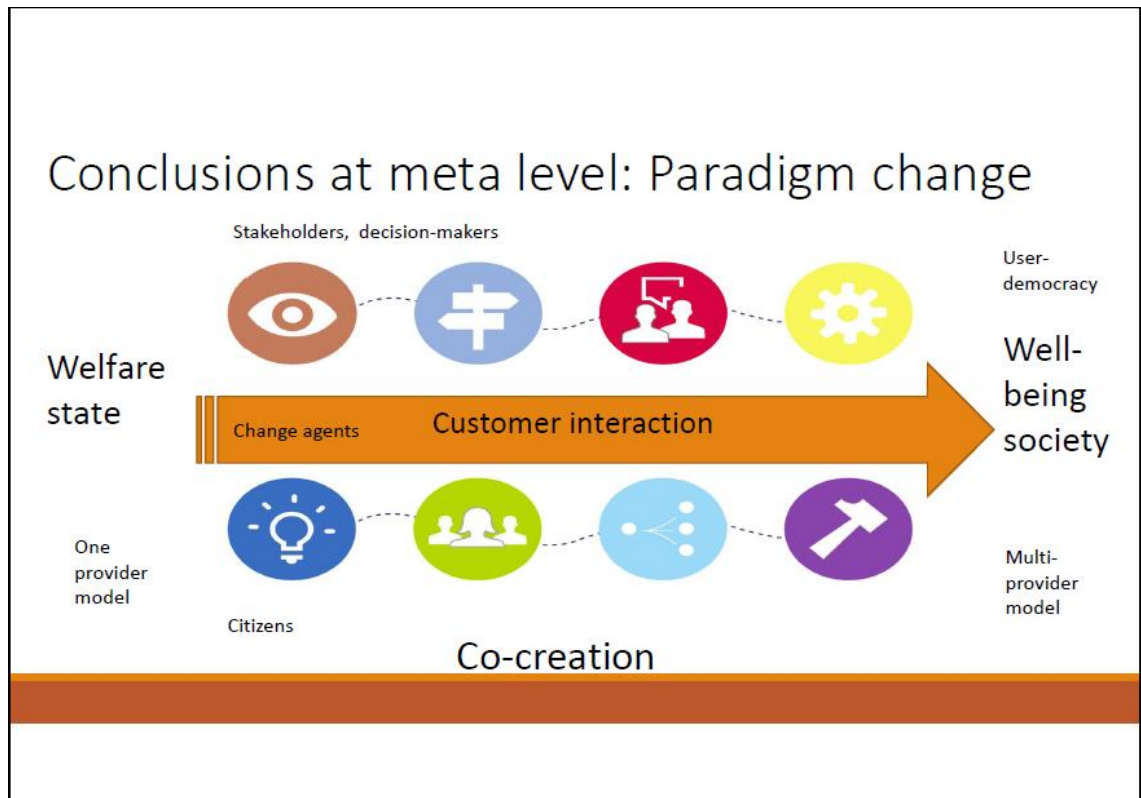 Conclusions at meta level: Paradigm change
Stakeholders, decision-makers
User-
democracy
Welfare
state
Well-
being
society
Change agents
Customer interaction
One
provider
model
Multi-
provider
model
Citizens
Co-creation